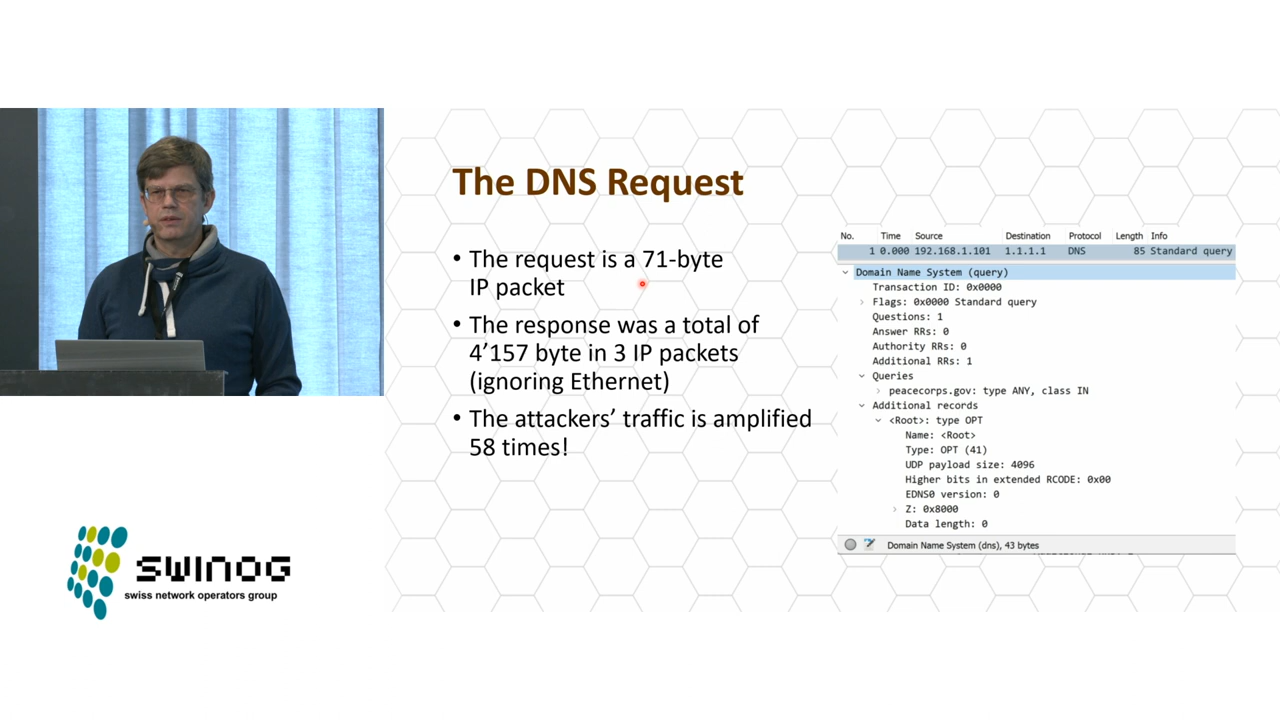 The DNS Request
• The request is a 71-byte
IP packet
• The response was a total of
4’157 byte in 3 IP packets
(ignoring Ethernet)
• The attackers’ traffic is amplified
58 times!
No. Time Source Destination Protocol Length Info
1 0.000 192.168.1.101 1.1.1.1 DNS 85 Standard query
Domain Name System (query)
Transaction ID: 0x0000
Flags: 0x0000 Standard query
Questions: 1
Answer RRs: 0
Authority RRs: 0
Additional RRs: 1
Queries
peacecorps.gov: type ANY, class IN
Additional records
<Root>: type OPT
Name: <Root>
Type: OPT (41)
UDP payload size: 4096
Higher bits in extended RCODE: 0x00
EDNS0 version: 0
Z: 0x8000
Data length: 0
Domain Name System (dns), 43 bytes
SWINOG
swiss network operators group